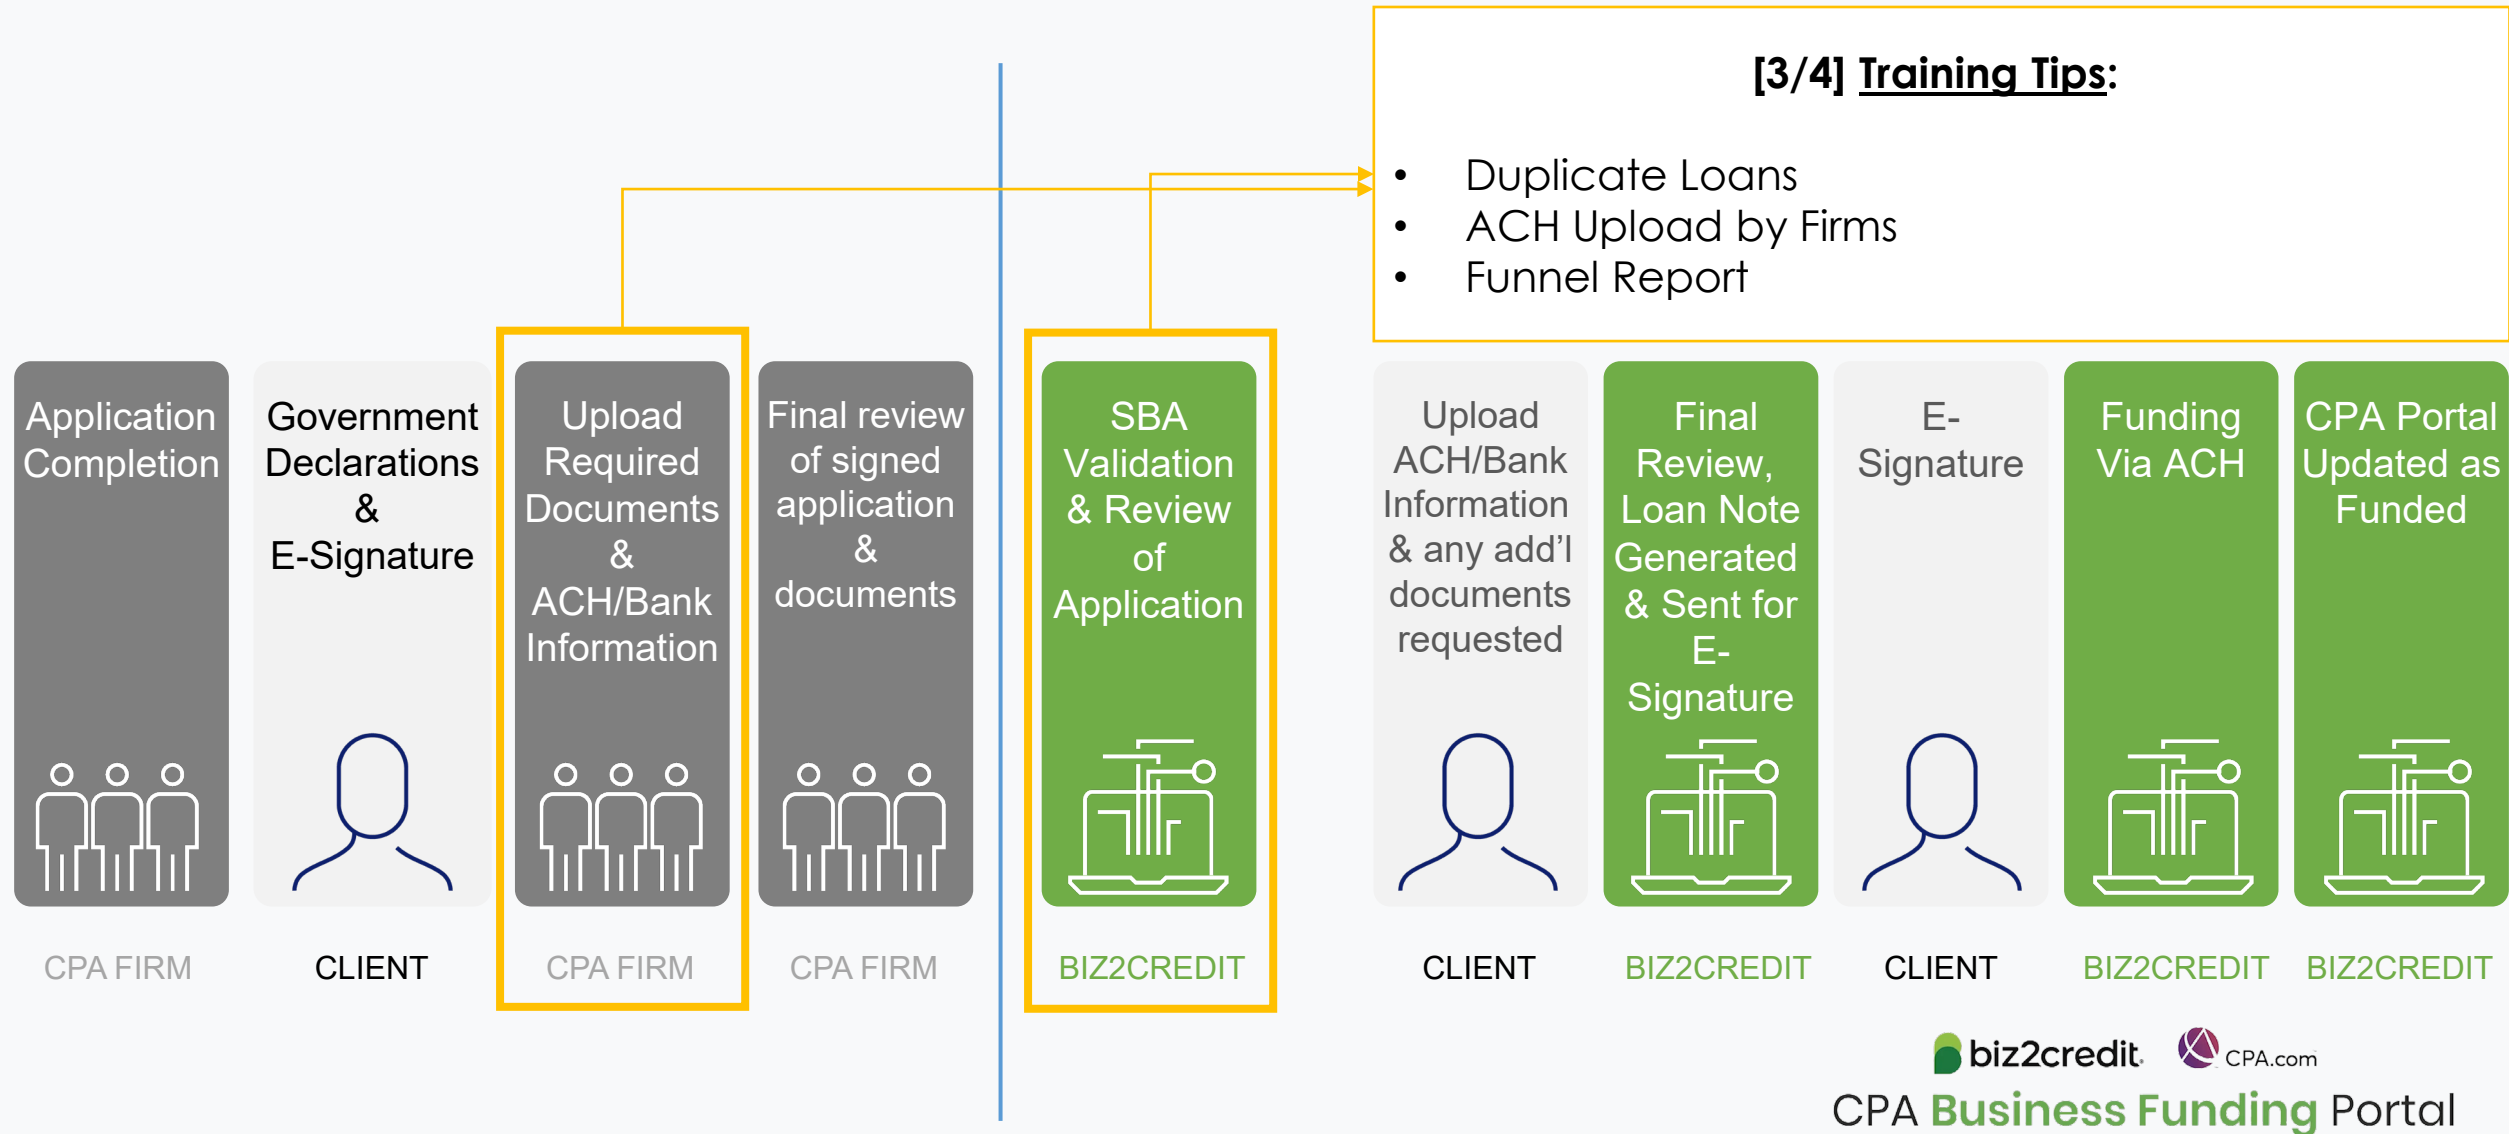 [3/4] Training Tips:
• Duplicate Loans
• ACH Upload by Firms
• Funnel Report
Application
Completion
CPA FIRM
Government
Declarations
&
E-Signature
CLIENT
Upload
Required
Documents
&
ACH/Bank
Information
CPA FIRM
Final review
of signed
application
&
documents
CPA FIRM
SBA
Validation
& Review
of
Application
BIZ2CREDIT
Upload
ACH/Bank
Information
& any add'l
documents
requested
CLIENT
Final
Review,
Loan Note
Generated
& Sent for
E-
Signature
BIZ2CREDIT
E-
Signature
CLIENT
Funding
Via ACH
BIZ2CREDIT
CPA Portal
Updated as
Funded
BIZ2CREDIT
biz2credit.
CPA.com
CPA Business Funding Portal